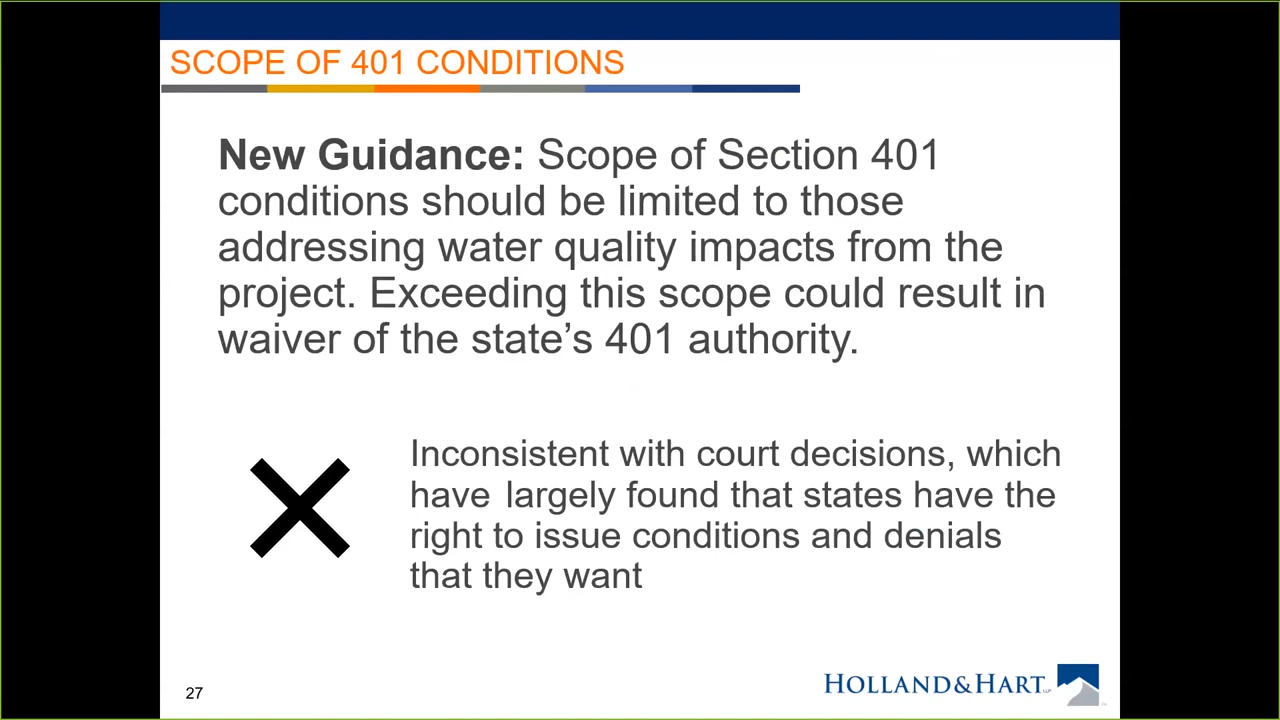 SCOPE OF 401 CONDITIONS
New Guidance: Scope of Section 401
conditions should be limited to those
addressing water quality impacts from the
project. Exceeding this scope could result in
waiver of the state’s 401 authority.
Inconsistent with court decisions, which
have largely found that states have the
right to issue conditions and denials
that they want
27
HOLLAND&HART LLP